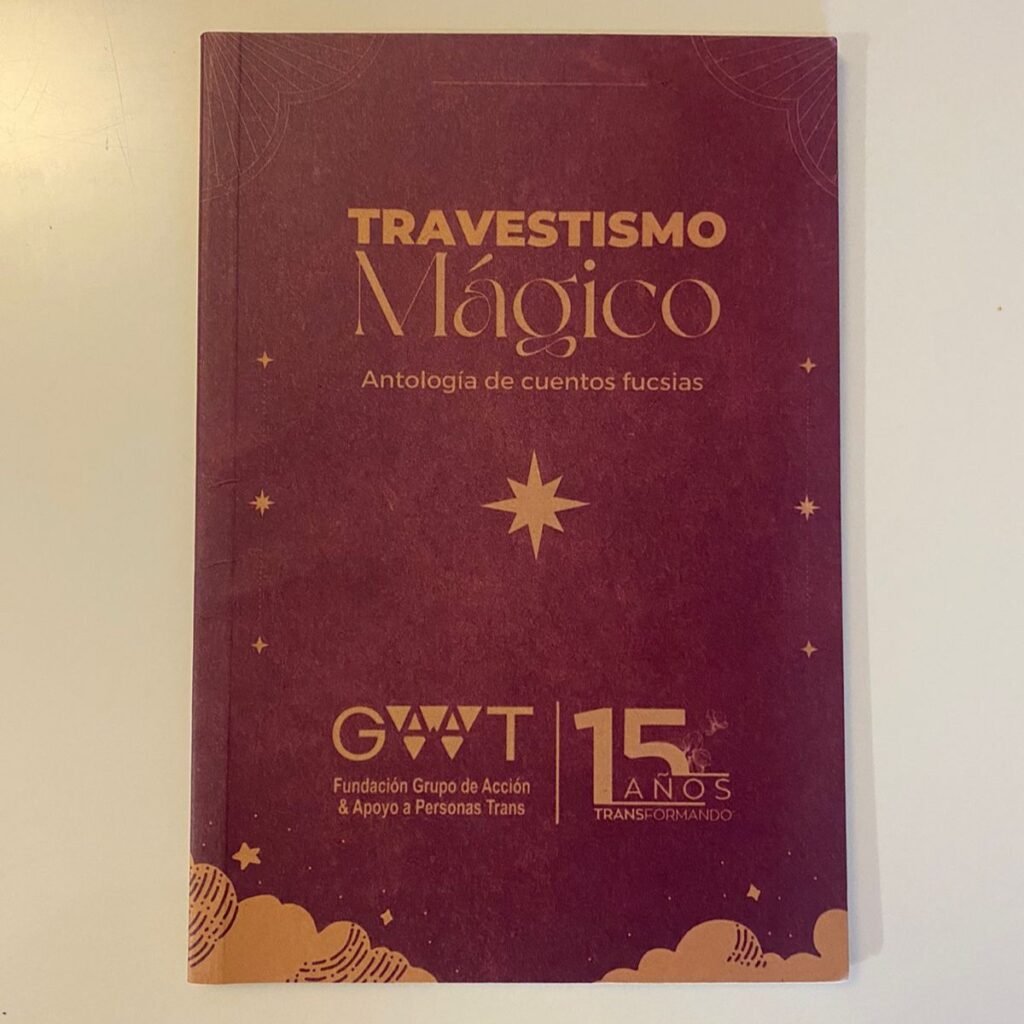 TRAVESTISMO
Mágico
Antología de cuentos fucsias
GAAT
Fundación Grupo de Acción
& Apoyo a Personas Trans
15
AÑOS
TRANSFORMANDO